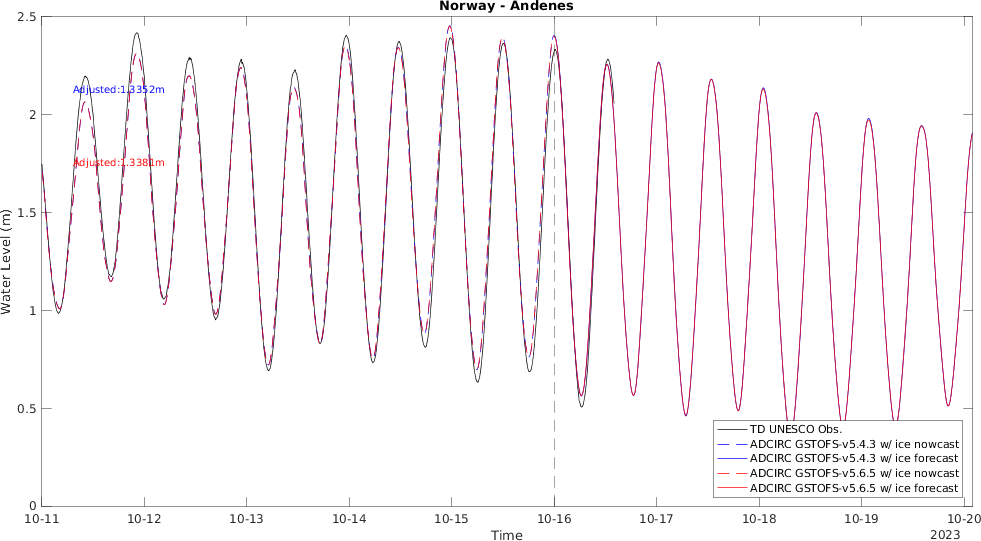 Norway - Andenes
2.5
2
1.5
1
0.5
0
Water Level (m)
Adjusted:1.3352m
Adjusted:1.3381m
TD UNESCO Obs.
ADCIRC GSTOFS-v5.4.3 w/ ice nowcast
ADCIRC GSTOFS-v5.4.3 w/ ice forecast
ADCIRC GSTOFS-v5.6.5 w/ ice nowcast
ADCIRC GSTOFS-v5.6.5 w/ ice forecast
10-11 10-12 10-13 10-14 10-15 10-16 10-17 10-18 10-19 10-20
Time
2023